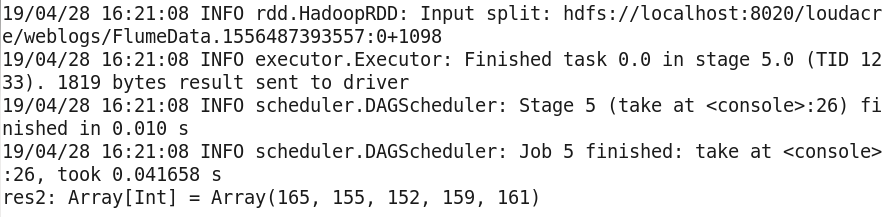 19/04/28 16:21:08 INFO rdd.HadoopRDD: Input split: hdfs://localhost:8020/loudacr
e/weblogs/FlumeData.1556487393557:0+1098
19/04/28 16:21:08 INFO executor.Executor: Finished task 0.0 in stage 5.0 (TID 12
33). 1819 bytes result sent to driver
19/04/28 16:21:08 INFO scheduler.DAGScheduler: Stage 5 (take at <console>:26) fi
nished in 0.010 s
19/04/28 16:21:08 INFO scheduler.DAGScheduler: Job 5 finished: take at <console>
:26, took 0.041658 s
res2: Array[Int] = Array(165, 155, 152, 159, 161)